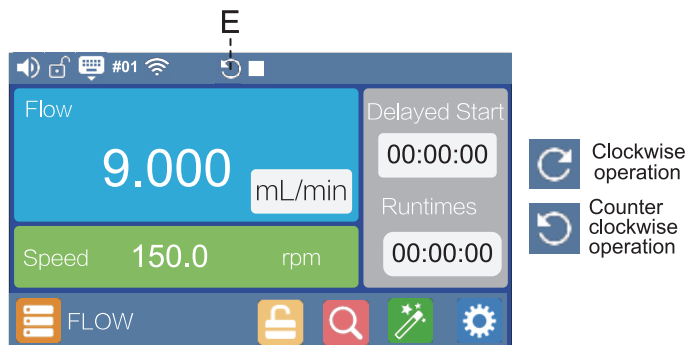 E
#01
Flow
Delayed Start
9.000
mL/min
00:00:00
Runtimes
Speed 150.0 rpm
00:00:00
FLOW
Clockwise
operation
Counter
clockwise
operation